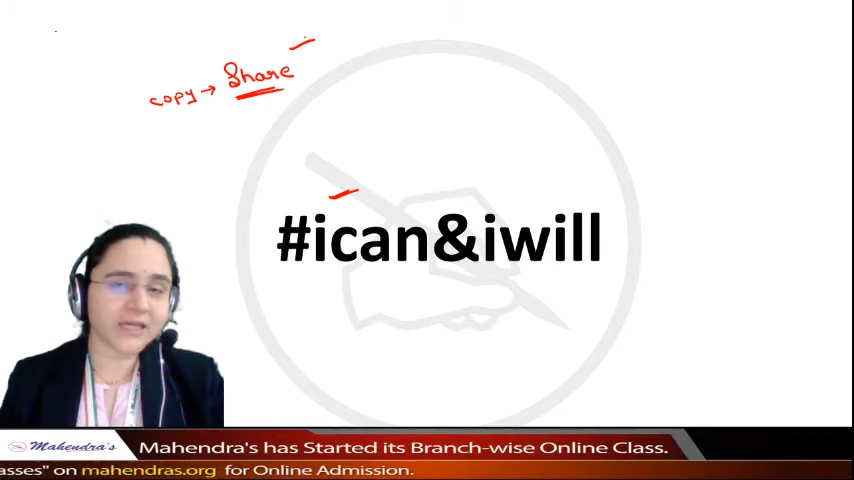 copy → Share
#ican&iwill
Mahendra's
Mahendra's has Started its Branch-wise Online Class.
asses" on mahendras.org for Online Admission.